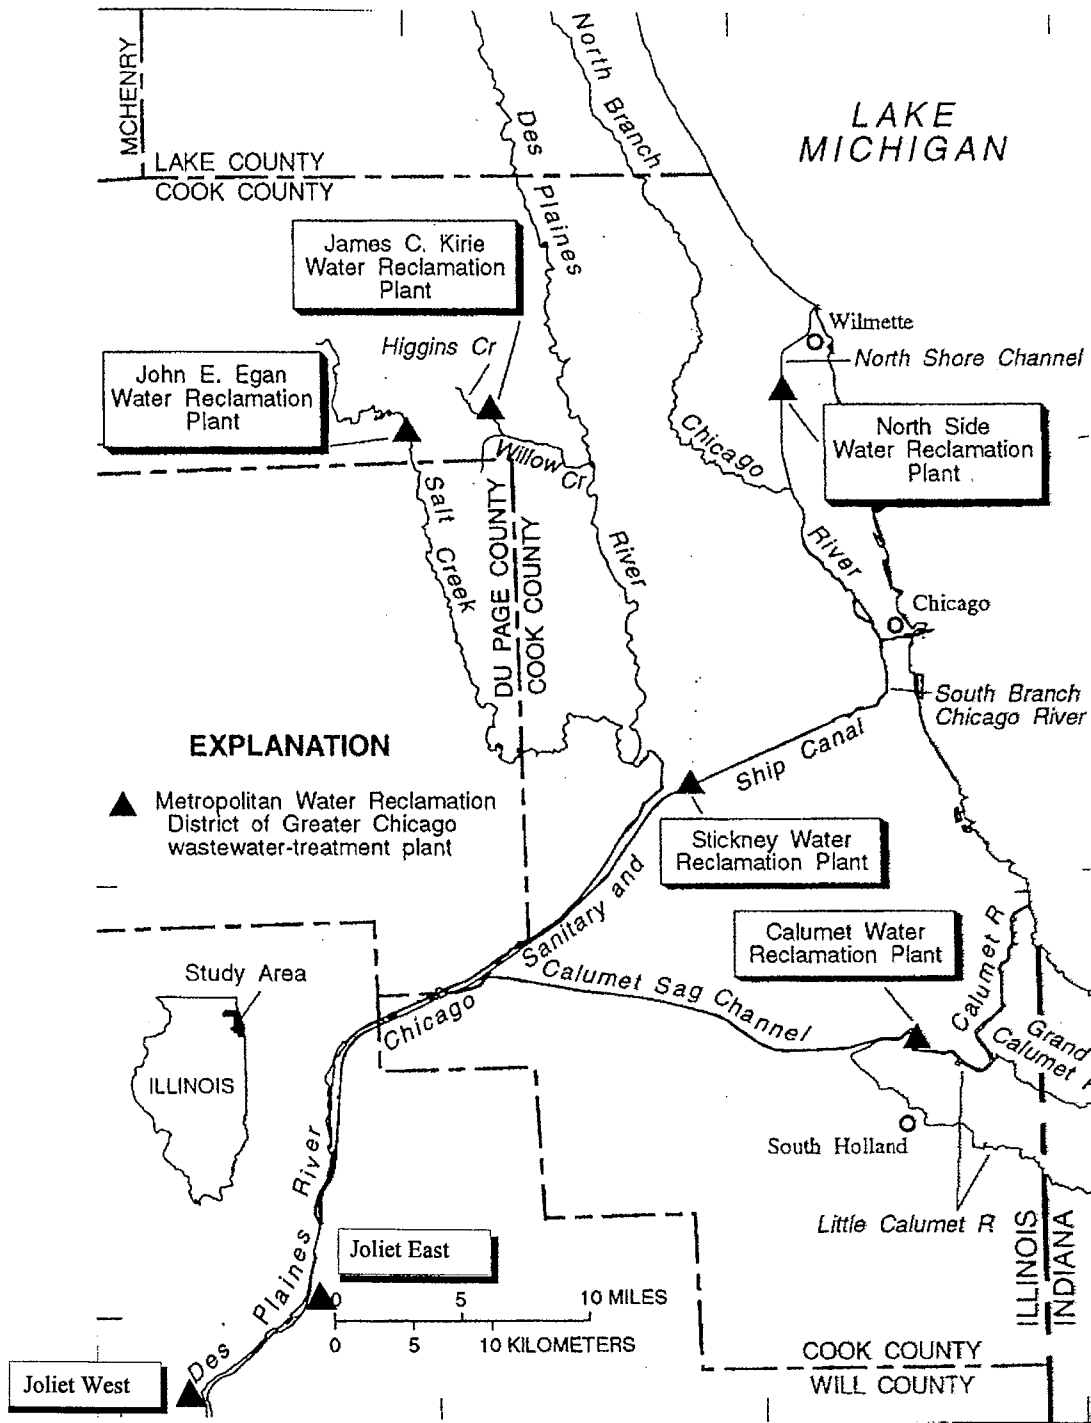 MCHENRY
LAKE COUNTY
COOK COUNTY
North Branch
Des Plaines
LAKE
MICHIGAN
James C. Kirie
Water Reclamation
Plant
Higgins Cr
John E. Egan
Water Reclamation
Plant
Wilmette
North Shore Channel
North Side
Water Reclamation
Plant
Chicago
River
Willow Cr
Salt Creek
DU PAGE COUNTY
COOK COUNTY
River
Chicago
South Branch
Chicago River
EXPLANATION
Metropolitan Water Reclamation
District of Greater Chicago
wastewater-treatment plant
Ship Canal
Stickney Water
Reclamation Plant
Sanitary and
Chicago
Calumet Water
Reclamation Plant
Calumet R
Calumet Sag Channel
Grand
Calumet
Study Area
ILLINOIS
South Holland
Little Calumet R
ILLINOIS
INDIANA
Des Plaines River
Joliet East
0 5 10 MILES
0 5 10 KILOMETERS
Joliet West
COOK COUNTY
WILL COUNTY